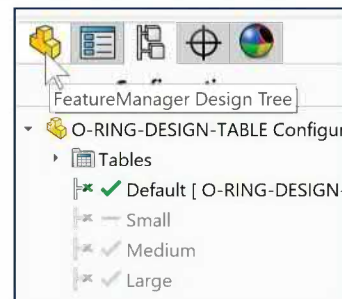 FeatureManager Design Tree
O-RING-DESIGN-TABLE Configur
Tables
Default [ O-RING-DESIGN-
Small
Medium
Large